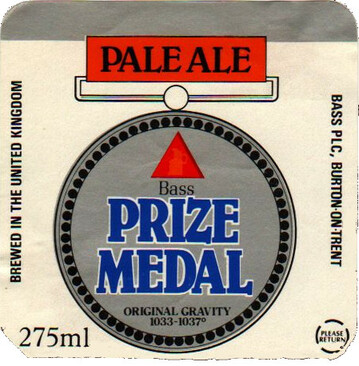 PALE ALE
BREWED IN THE UNITED KINGDOM
BASS PLC, BURTON-ON-TRENT
Bass
PRIZE
MEDAL
ORIGINAL GRAVITY
1033-1037°
275ml
PLEASE
RETURN